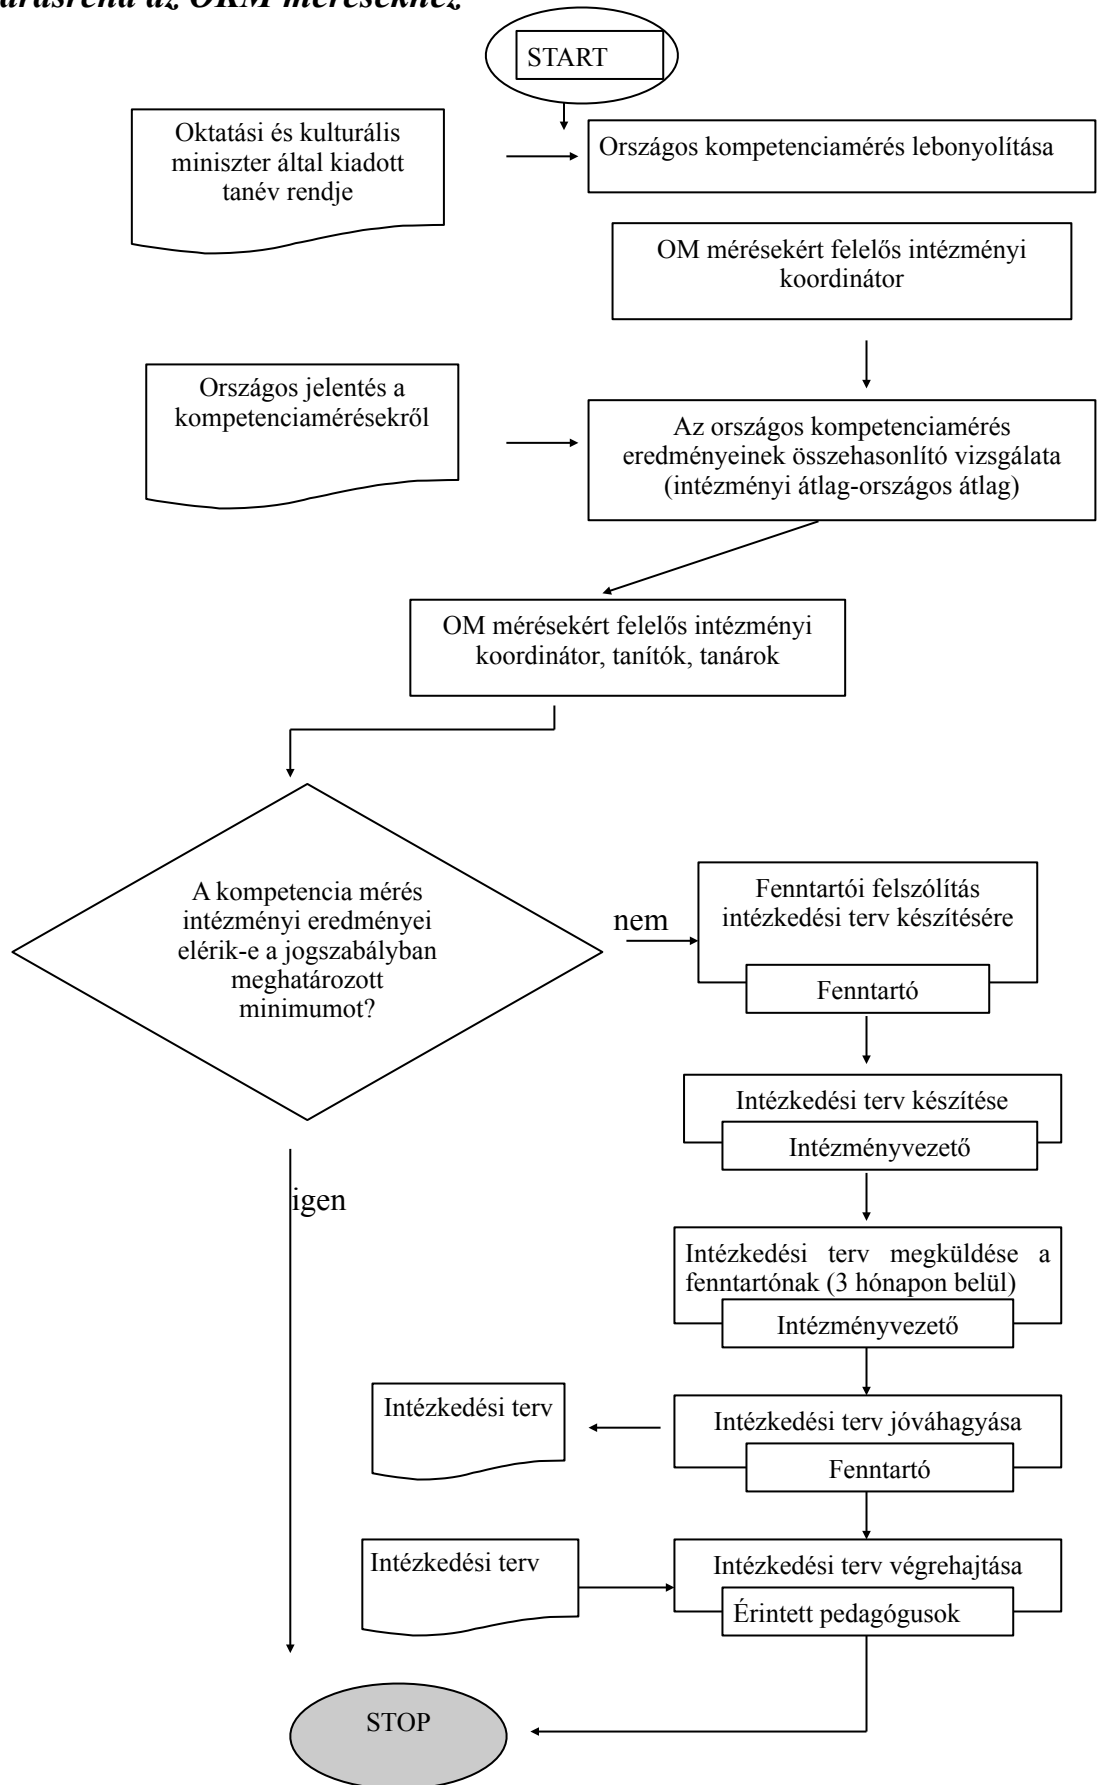 árásrend az OKM mérésekhez
START
Oktatási és kulturális
miniszter által kiadott
tanév rendje
Országos kompetenciamérés lebonyolítása
OM mérésekért felelős intézményi
koordinátor
Országos jelentés a
kompetenciamérésekről
Az országos kompetenciamérés
eredményeinek összehasonlító vizsgálata
(intézményi átlag-országos átlag)
OM mérésekért felelős intézményi
koordinátor, tanítók, tanárok
A kompetencia mérés
intézményi eredményei
elérik-e a jogszabályban
meghatározott
minimumot?
nem
Fenntartói felszólítás
intézkedési terv készítésére
Fenntartó
Intézkedési terv készítése
Intézményvezető
igen
Intézkedési terv megküldése a
fenntartónak (3 hónapon belül)
Intézményvezető
Intézkedési terv
Intézkedési terv jóváhagyása
Fenntartó
Intézkedési terv
Intézkedési terv végrehajtása
Érintett pedagógusok
STOP